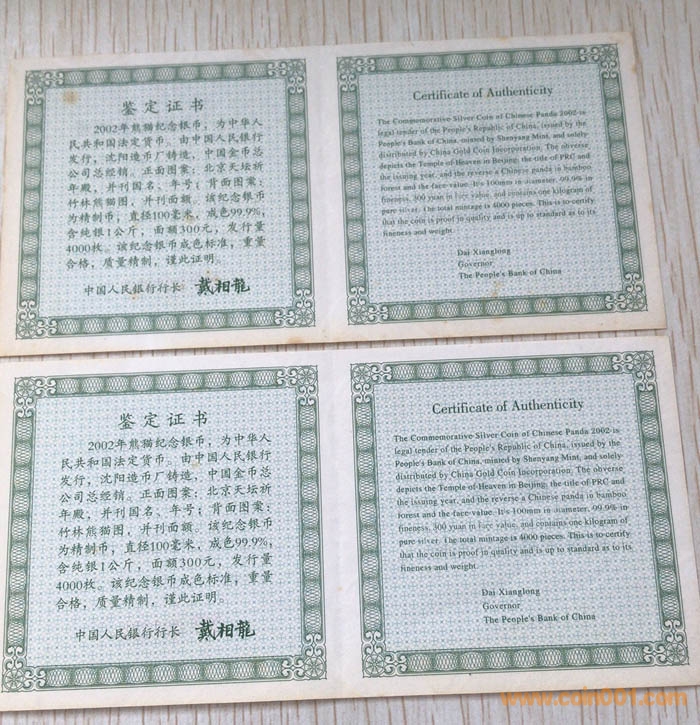 鉴定证书
2002年熊猫纪念银币，为中华人
民共和国法定货币。由中国人民银行
发行，沈阳造币厂铸造，中国金币总
公司总经销。正面图案：北京天坛祈
年殿，并刊国名、年号；背面图案：
竹林熊猫图，并刊面额。该纪念银币
为精制币，直径100毫米，成色99.9%，
含纯银1公斤，面额300元，发行量
4000枚。该纪念银币成色标准，重量
合格，质量精制，谨此证明。
中国人民银行行长 戴相龍
Certificate of Authenticity
The Commemorative Silver Coin of Chinese Panda 2002-is
legal tender of the People's Republic of China, issued by the
People's Bank of China, minted by Shenyang Mint, and solely
distributed by China Gold Coin Incorporation. The obverse
depicts the Temple of Heaven in Beijing, the title of PRC and
the issuing year, and the reverse a Chinese panda in bamboo
forest and the face-value. It's 100mm in diameter, 99.9% in
fineness, 300 yuan in face value, and contains one kilogram of
pure silver. The total mintage is 4000 pieces. This is to certify
that the coin is proof in quality and is up to standard as to its
fineness and weight.
Dai Xianglong
Governor
The People's Bank of China
鉴定证书
2002年熊猫纪念银币，为中华人
民共和国法定货币。由中国人民银行
发行，沈阳造币厂铸造，中国金币总
公司总经销。正面图案：北京天坛祈
年殿，并刊国名、年号；背面图案：
竹林熊猫图，并刊面额。该纪念银币
为精制币，直径100毫米，成色99.9%，
含纯银1公斤，面额300元，发行量
4000枚。该纪念银币成色标准，重量
合格，质量精制，谨此证明。
中国人民银行行长 戴相龍
Certificate of Authenticity
The Commemorative Silver Coin of Chinese Panda 2002-is
legal tender of the People's Republic of China, issued by the
People's Bank of China, minted by Shenyang Mint, and solely
distributed by China Gold Coin Incorporation. The obverse
depicts the Temple of Heaven in Beijing, the title of PRC and
the issuing year, and the reverse a Chinese panda in bamboo
forest and the face-value. It's 100mm in diameter, 99.9% in
fineness, 300 yuan in face value, and contains one kilogram of
pure silver. The total mintage is 4000 pieces. This is to certify
that the coin is proof in quality and is up to standard as to its
fineness and weight.
Dai Xianglong
Governor
The People's Bank of China
www.coin001.com